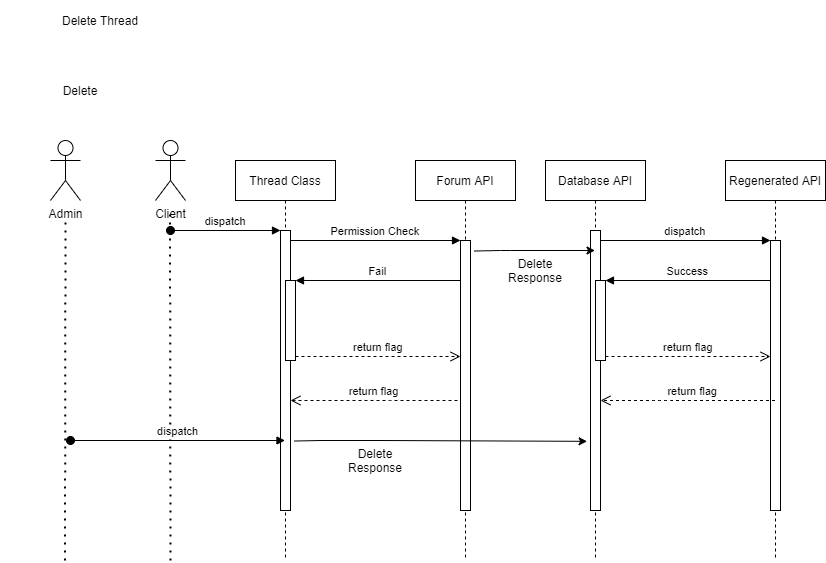 Delete Thread
Delete
Admin
Client
Thread Class
Forum API
Database API
Regenerated API
dispatch
Permission Check
dispatch
Delete
Response
Fail
Success
return flag
return flag
return flag
return flag
dispatch
Delete
Response